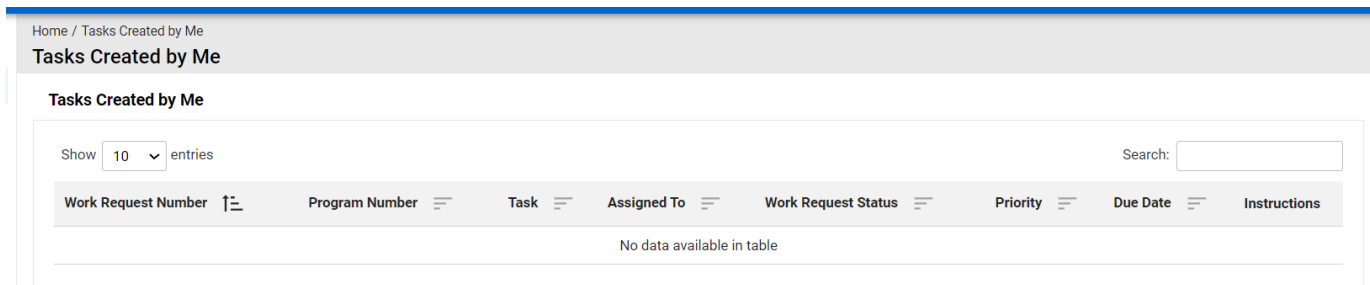 Home / Tasks Created by Me
Tasks Created by Me
Tasks Created by Me
Show 10 entries Search:
Work Request Number Program Number Task Assigned To Work Request Status Priority Due Date Instructions
No data available in table